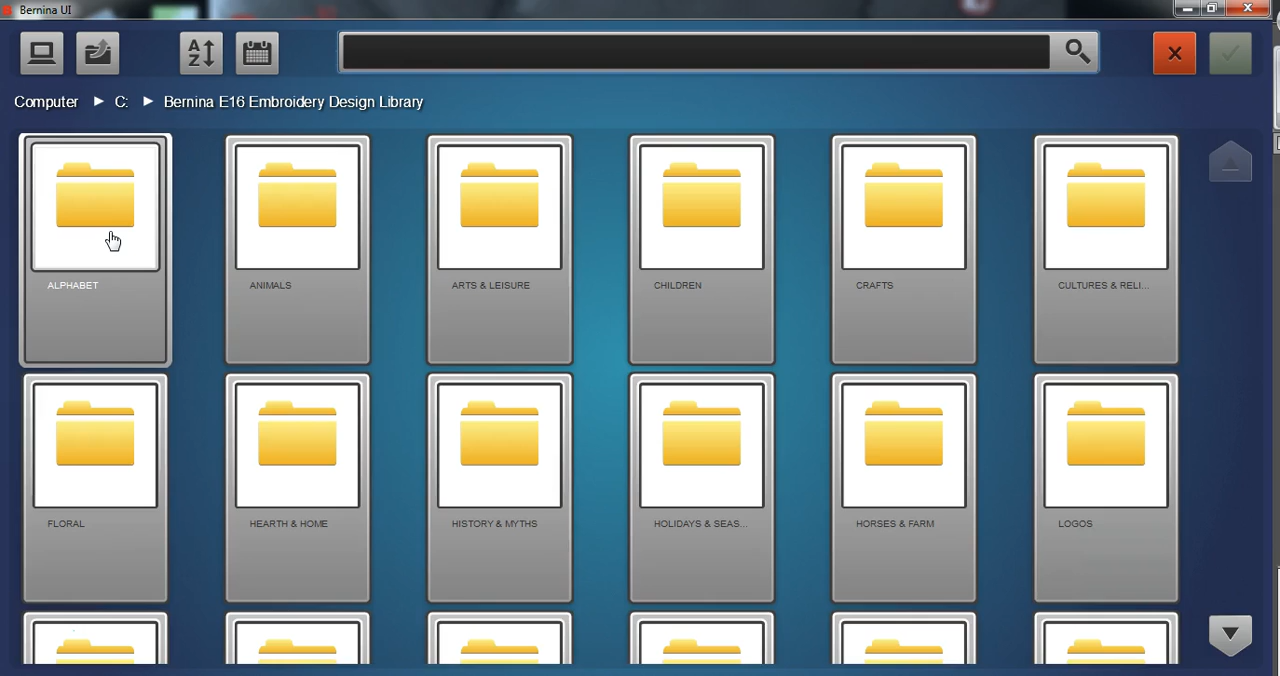 Bernina UI
A Z
Computer ▶ C: ▶ Bernina E16 Embroidery Design Library
ALPHABET ANIMALS ARTS & LEISURE CHILDREN CRAFTS CULTURES & RELI...
FLORAL HEARTH & HOME HISTORY & MYTHS HOLIDAYS & SEAS... HORSES & FARM LOGOS